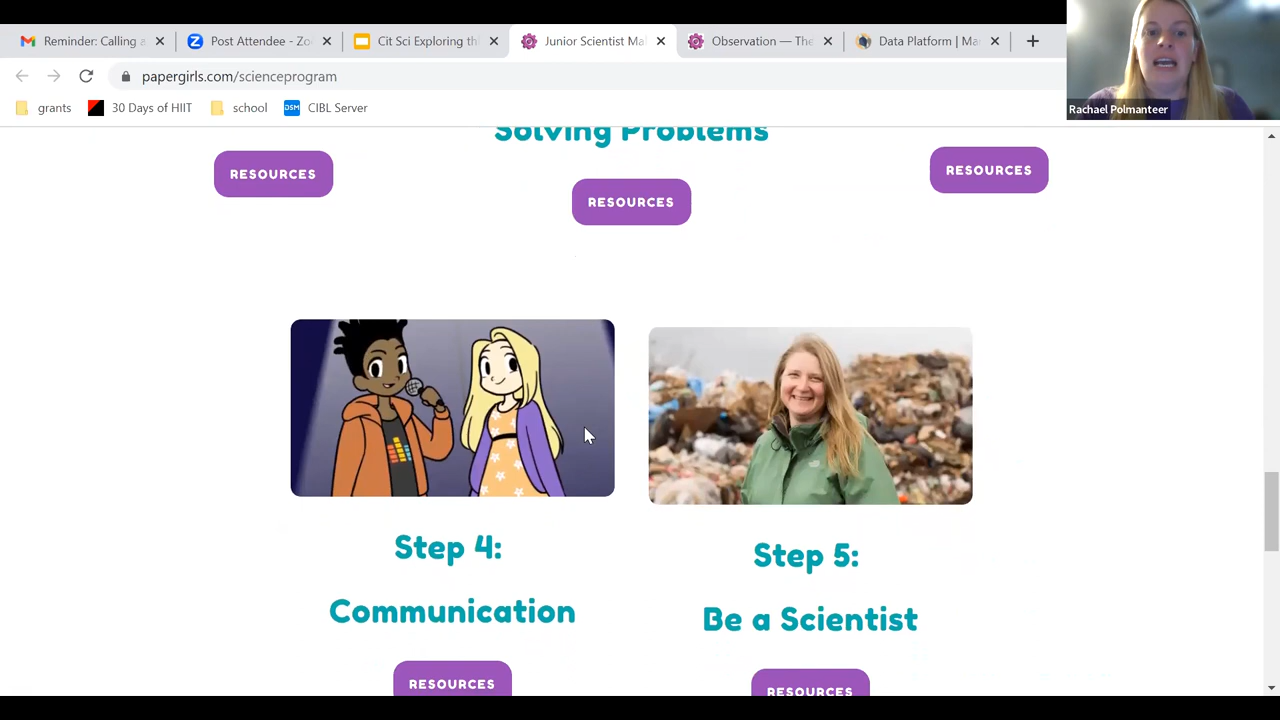 Reminder: Calling a
Post Attendee - Zo
Cit Sci Exploring th
Junior Scientist Ma
Observation — The
Data Platform | Ma
papergirls.com/scienceprogram
grants
30 Days of HIIT
school
DSM
CIBL Server
Rachael Polmanteer
Solving Problems
RESOURCES
RESOURCES
RESOURCES
Step 4:
Communication
RESOURCES
Step 5:
Be a Scientist
RESOURCES